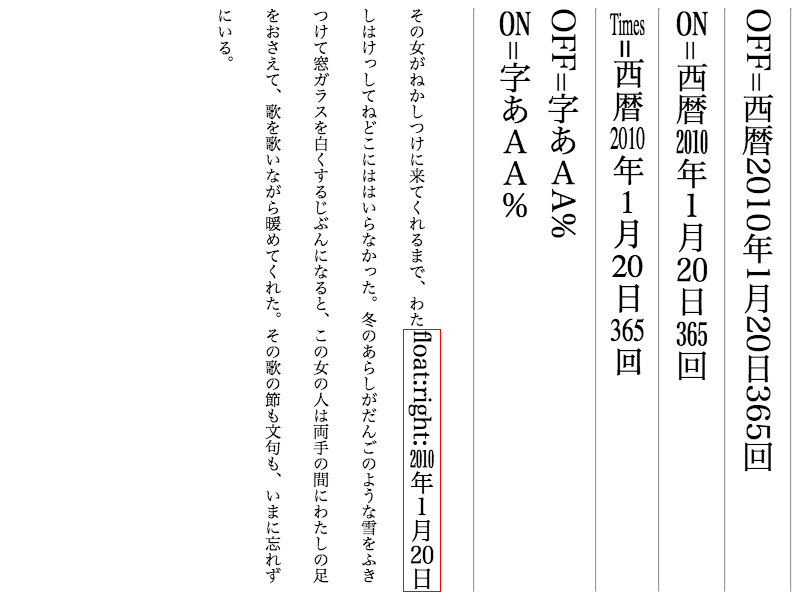 OFF=西暦2010年1月20日365回
ON=西暦2010年1月20日365回
Times=西暦2010年1月20日365回
OFF=字あAA%
ON=字あAA%
その女がねかしつけに来てくれるまで、わた
float:right:2010年1月20日
しはけっしてねどこにははいらなかった。冬のあらしがだんごのような雪をふき
つけて窓ガラスを白くするじぶんになると、この女の人は両手の間にわたしの足
をおさえて、歌を歌いながら暖めてくれた。その歌の節も文句も、いまに忘れず
にいる。